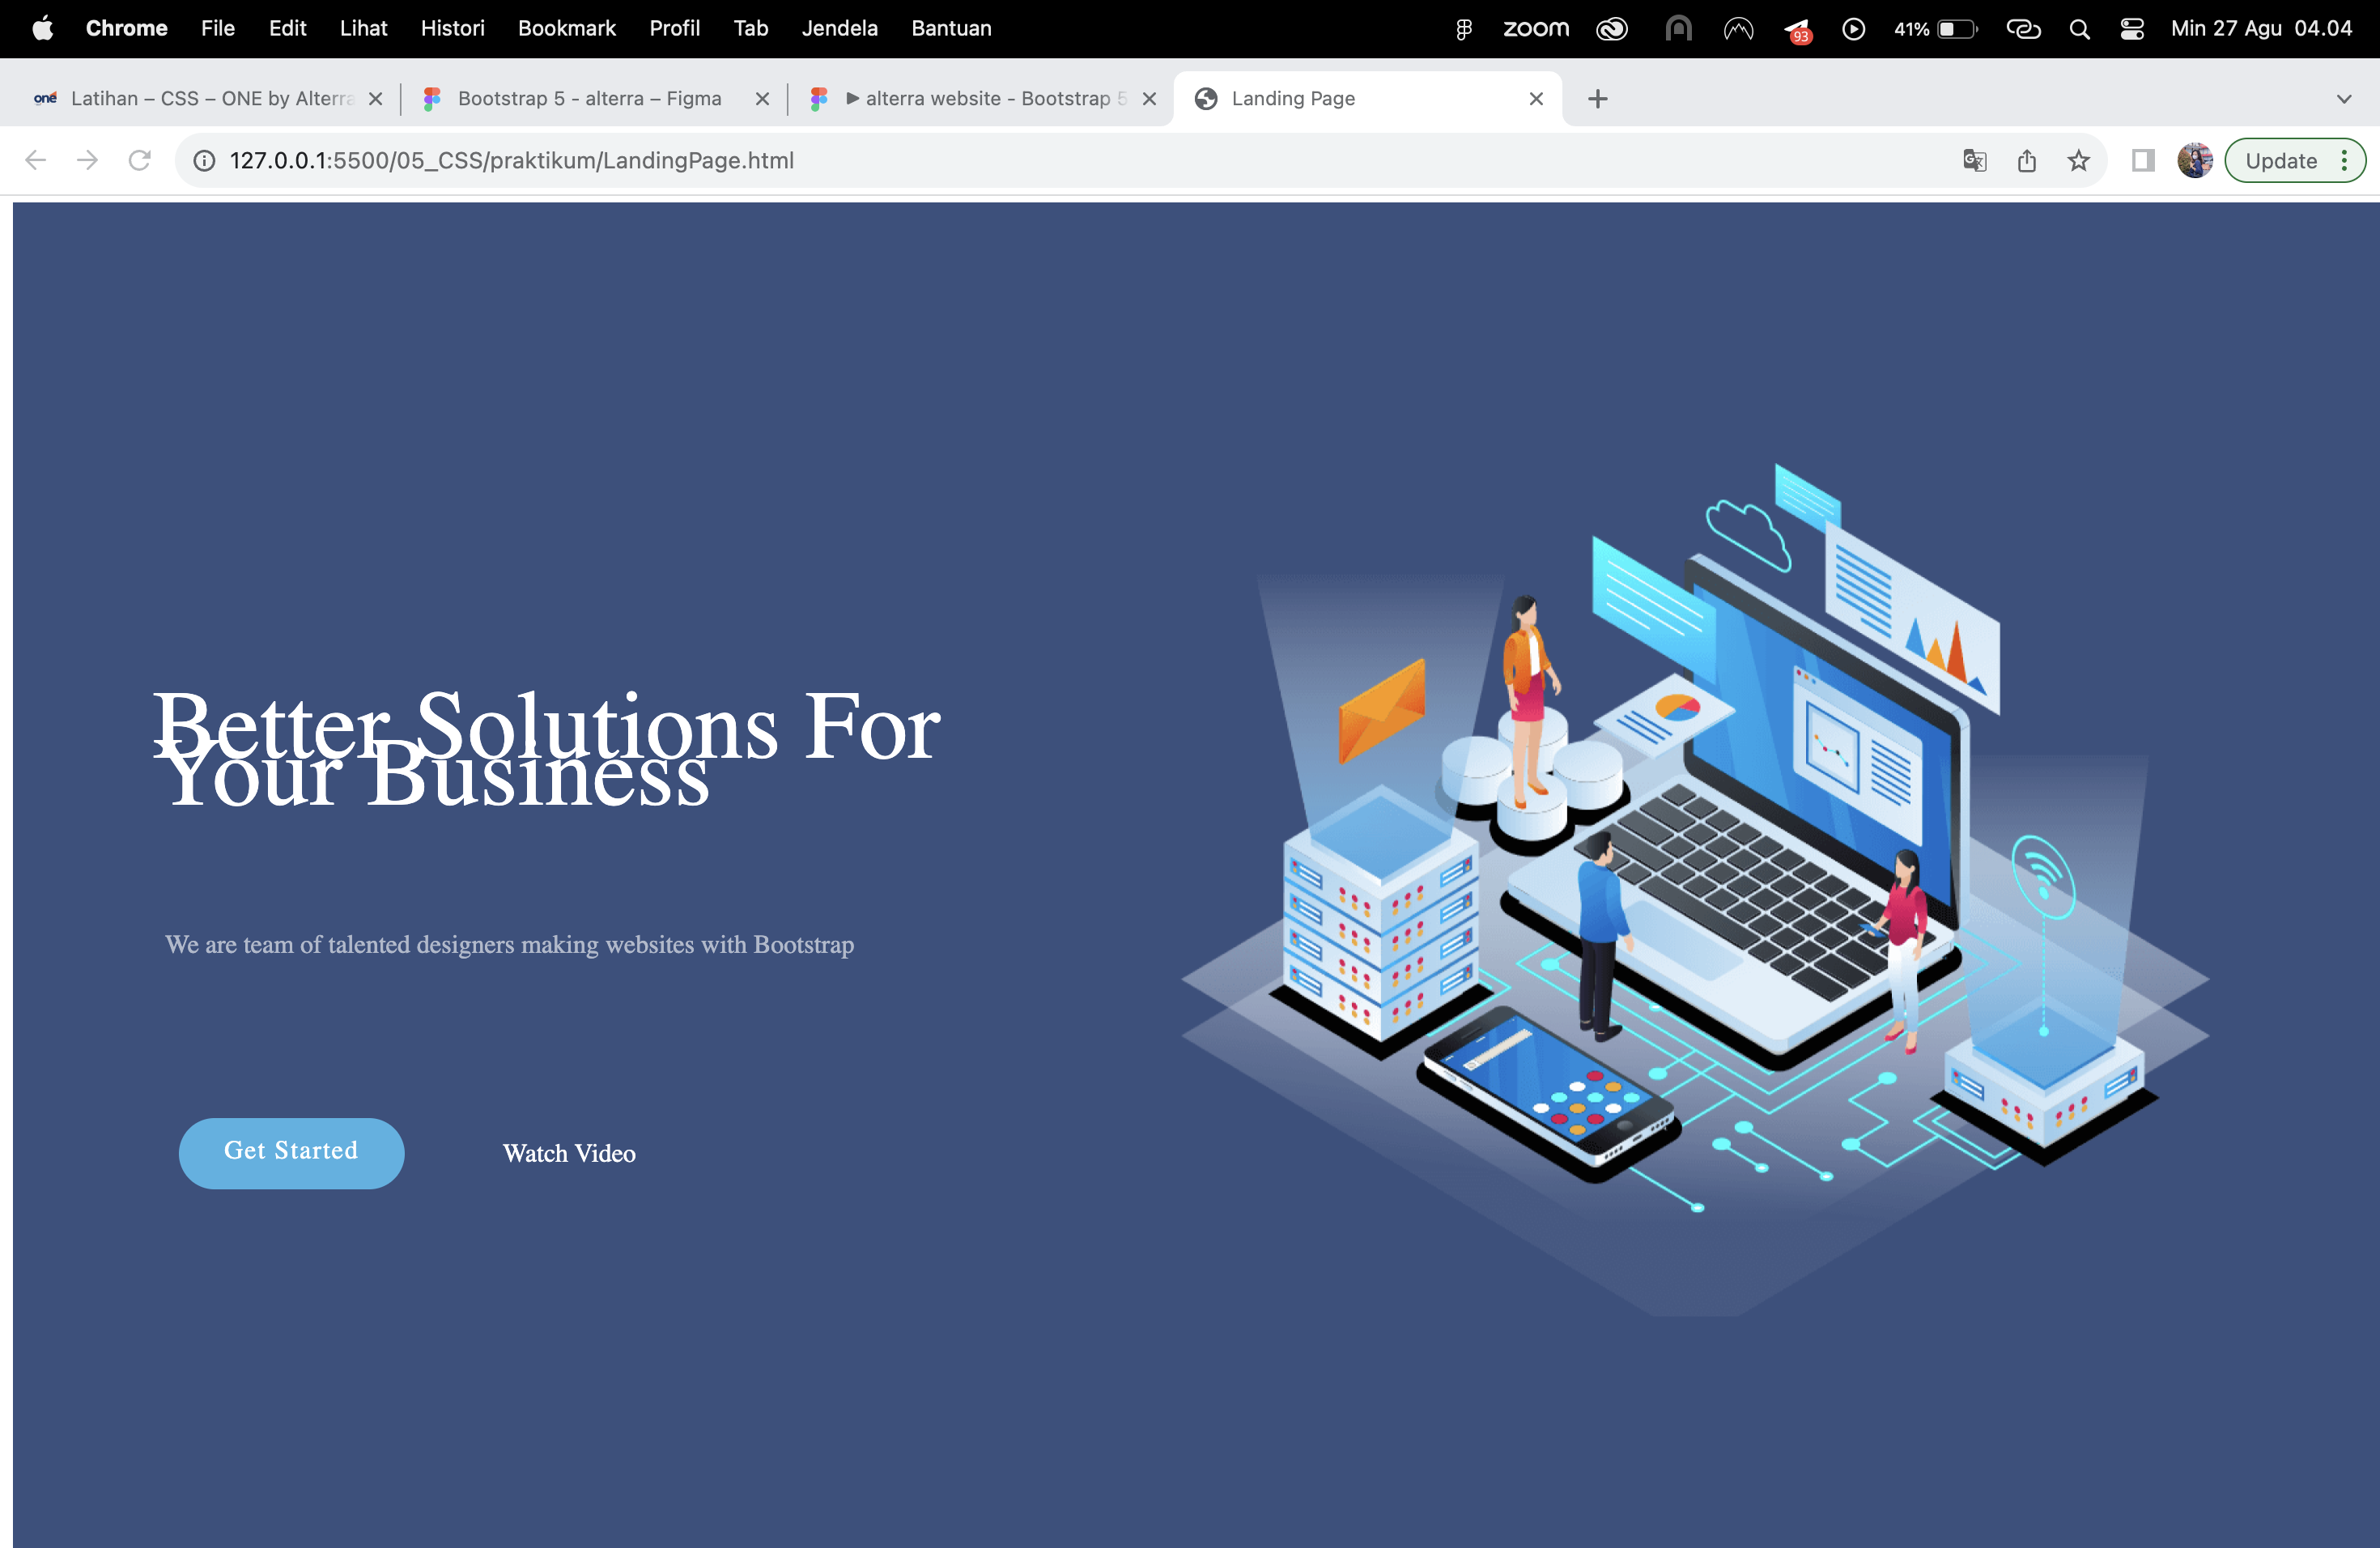 Chrome File Edit Lihat Histori Bookmark Profil Tab Jendela Bantuan zoom 93 41% Min 27 Agu 04.04
one Latihan – CSS – ONE by Alterra Bootstrap 5 - alterra – Figma alterra website - Bootstrap 5 Landing Page
127.0.0.1:5500/05_CSS/praktikum/LandingPage.html Update
Better Solutions For
Your Business
We are team of talented designers making websites with Bootstrap
Get Started Watch Video